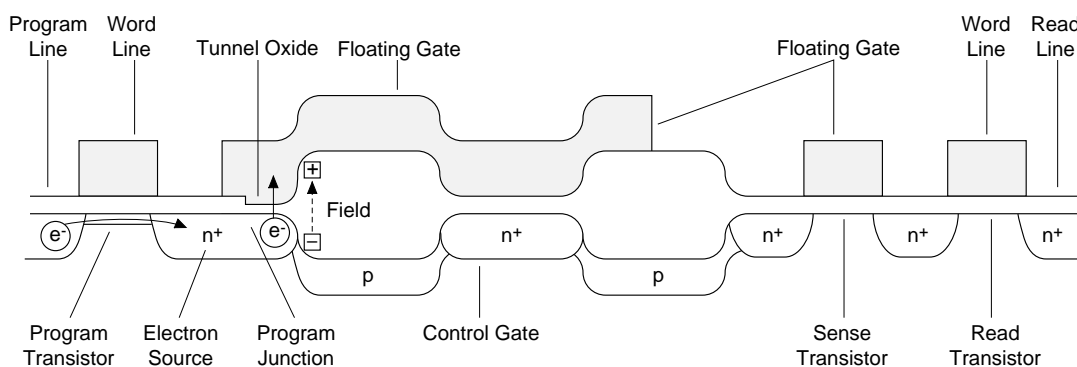 Program
Line
Word
Line
Tunnel Oxide
Floating Gate
Floating Gate
Word
Line
Read
Line
+
Field
−
e-
n+
e-
n+
n+
n+
n+
p
p
Program
Transistor
Electron
Source
Program
Junction
Control Gate
Sense
Transistor
Read
Transistor